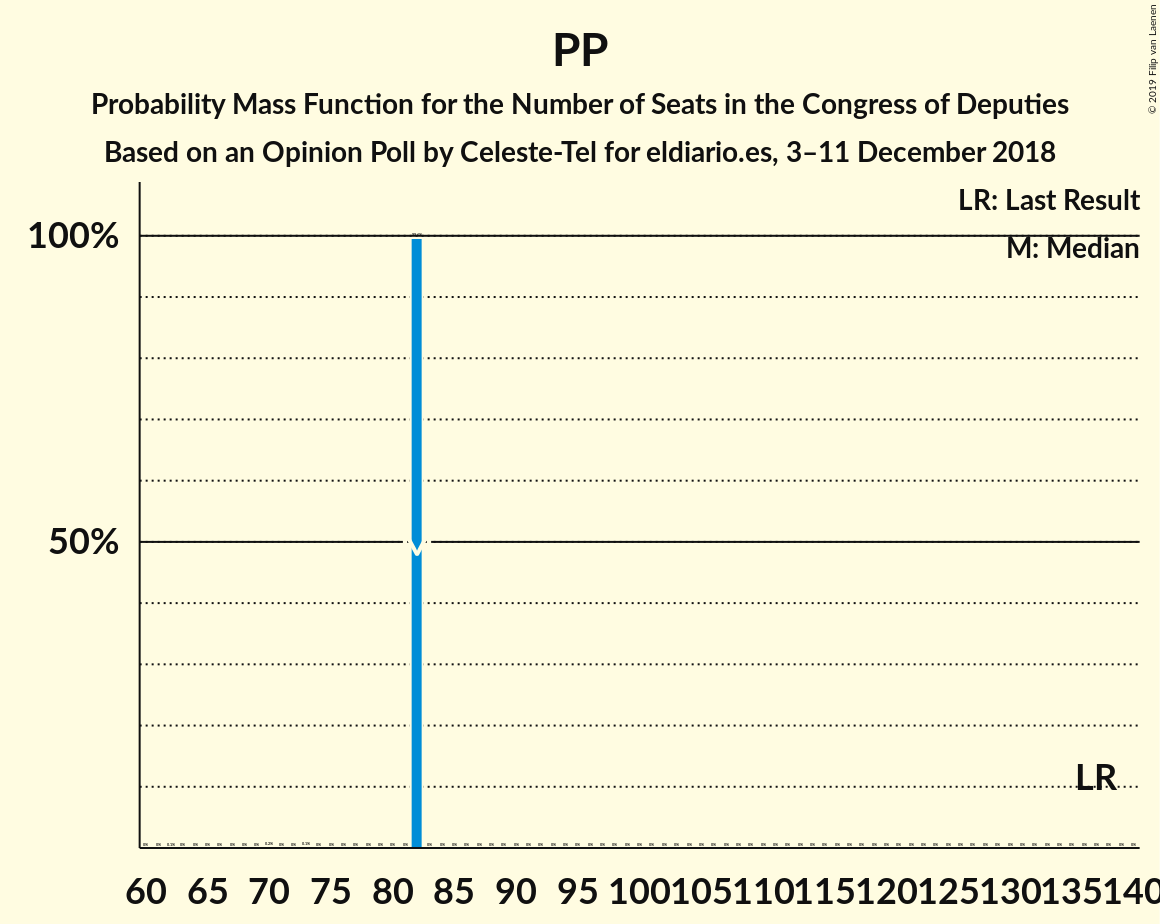 PP
Probability Mass Function for the Number of Seats in the Congress of Deputies
Based on an Opinion Poll by Celeste-Tel for eldiario.es, 3–11 December 2018
© 2019 Filip van Laenen
LR: Last Result
M: Median
100%
50%
LR
60 65 70 75 80 85 90 95 100 105 110 115 120 125 130 135 140